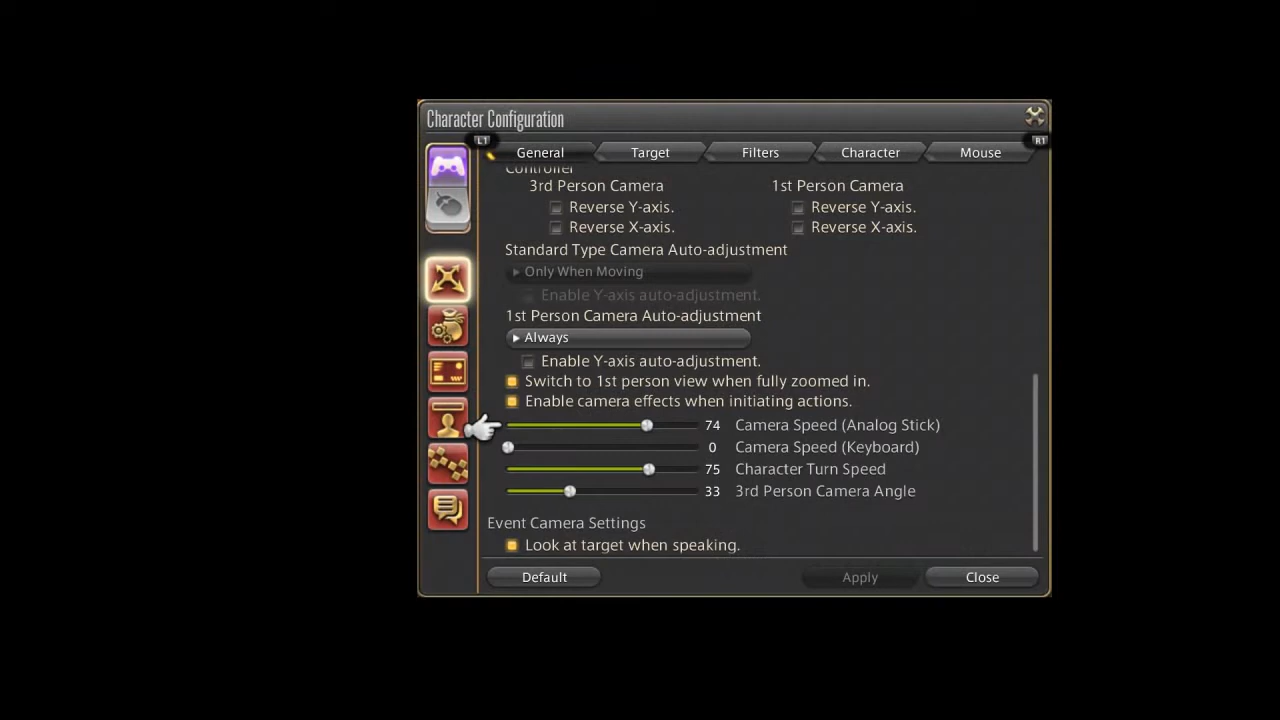 Character Configuration
L1
R1
General
Target
Filters
Character
Mouse
Controller
3rd Person Camera
1st Person Camera
Reverse Y-axis.
Reverse Y-axis.
Reverse X-axis.
Reverse X-axis.
Standard Type Camera Auto-adjustment
Only When Moving
Enable Y-axis auto-adjustment.
1st Person Camera Auto-adjustment
Always
Enable Y-axis auto-adjustment.
Switch to 1st person view when fully zoomed in.
Enable camera effects when initiating actions.
74 Camera Speed (Analog Stick)
0 Camera Speed (Keyboard)
75 Character Turn Speed
33 3rd Person Camera Angle
Event Camera Settings
Look at target when speaking.
Default
Apply
Close